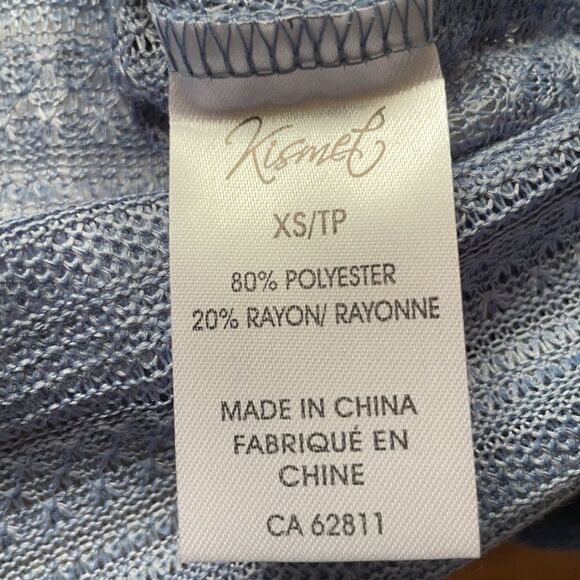 Kismet
XS/TP
80% POLYESTER
20% RAYON/ RAYONNE
MADE IN CHINA
FABRIQUÉ EN
CHINE
CA 62811